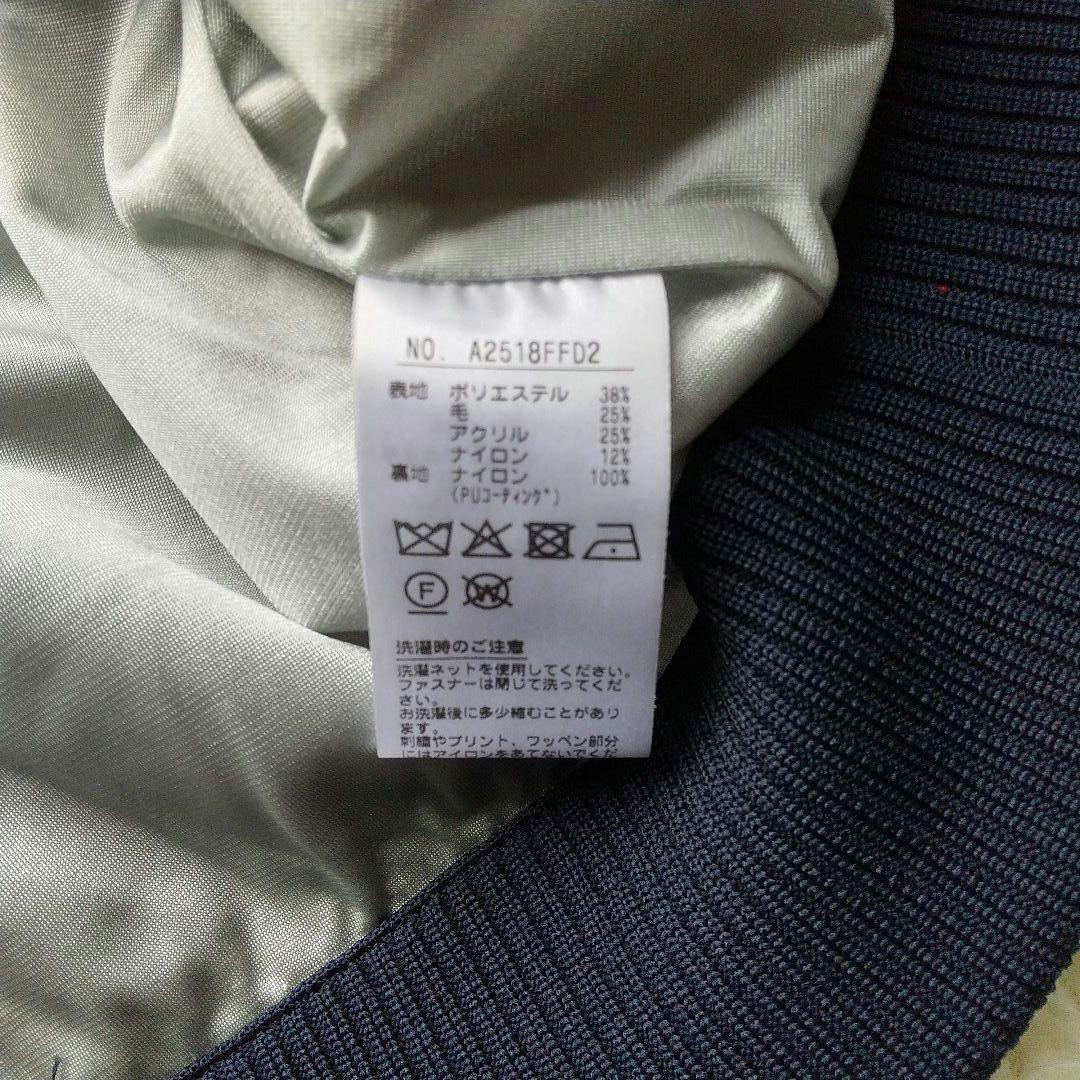 NO. A2518FFD2
表地 ポリエステル 38%
毛 25%
アクリル 25%
ナイロン 12%
裏地 ナイロン 100%
(PUコーティング)
F W
洗濯時のご注意
洗濯ネットを使用してください。
ファスナーは閉じて洗ってくだ
さい。
お洗濯後に多少縮むことがあり
ます。
刺繍やプリント、ワッペン部分
にはアイロンをあてないでくだ